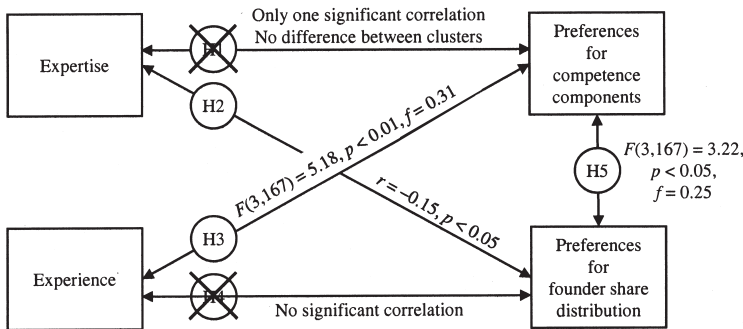 Only one significant correlation
No difference between clusters
Expertise
H1
Preferences
for
competence
components
H2
F(3,167) = 5.18, p < 0.01, f = 0.31
H5
F(3,167) = 3.22,
p < 0.05,
f = 0.25
r = –0.15, p < 0.05
H3
Experience
H4
No significant correlation
Preferences
for
founder share
distribution